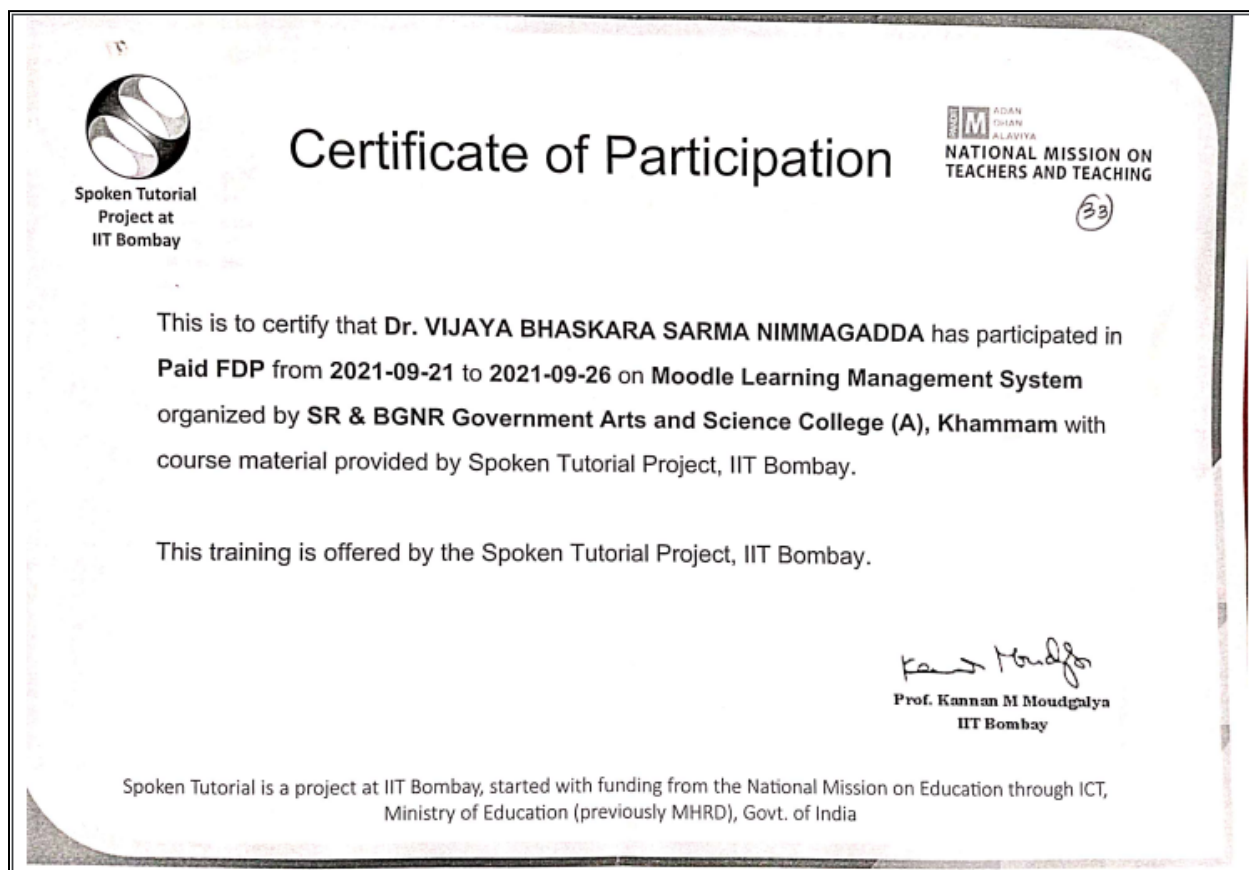 Spoken Tutorial
Project at
IIT Bombay
Certificate of Participation
PANDIT
MADAN
MOHAN
MALAVIYA
NATIONAL MISSION ON
TEACHERS AND TEACHING
33
This is to certify that Dr. VIJAYA BHASKARA SARMA NIMMAGADDA has participated in
Paid FDP from 2021-09-21 to 2021-09-26 on Moodle Learning Management System
organized by SR & BGNR Government Arts and Science College (A), Khammam with
course material provided by Spoken Tutorial Project, IIT Bombay.
This training is offered by the Spoken Tutorial Project, IIT Bombay.
Prof. Kannan M Moudgalya
IIT Bombay
Spoken Tutorial is a project at IIT Bombay, started with funding from the National Mission on Education through ICT,
Ministry of Education (previously MHRD), Govt. of India